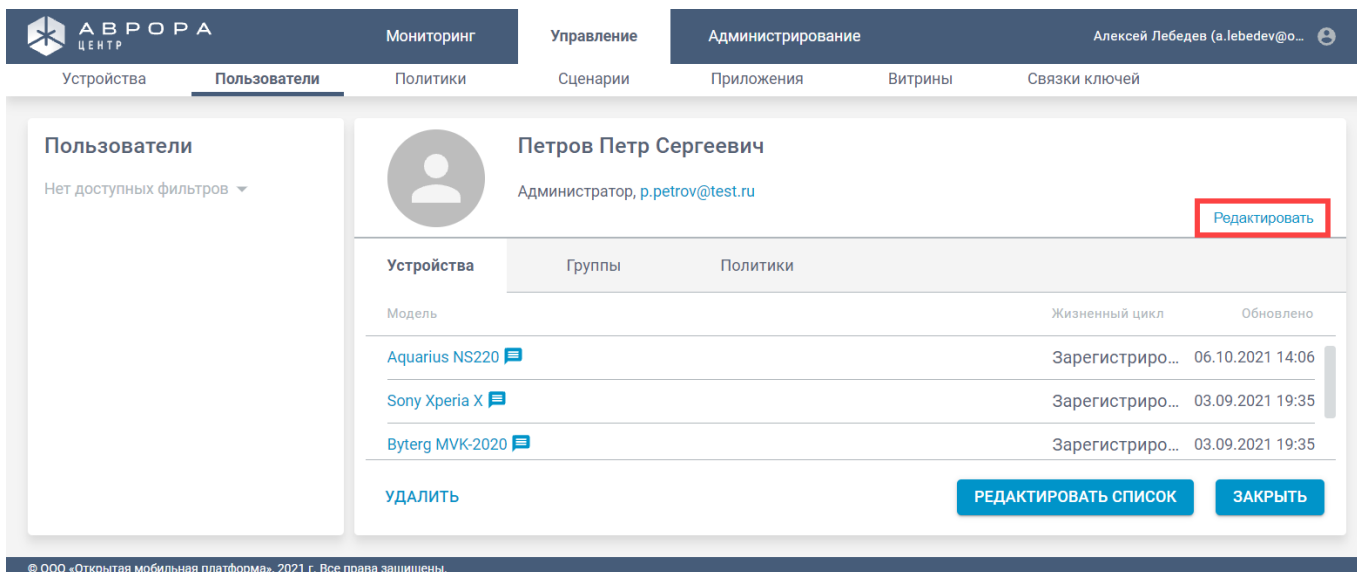 АВРОРА
ЦЕНТР
Мониторинг Управление Администрирование Алексей Лебедев (a.lebedev@o...
Устройства Пользователи Политики Сценарии Приложения Витрины Связки ключей
Пользователи
Нет доступных фильтров
Петров Петр Сергеевич
Администратор, p.petrov@test.ru
Редактировать
Устройства Группы Политики
Модель Жизненный цикл Обновлено
Aquarius NS220 Зарегистриро... 06.10.2021 14:06
Sony Xperia X Зарегистриро... 03.09.2021 19:35
Byterg MVK-2020 Зарегистриро... 03.09.2021 19:35
УДАЛИТЬ РЕДАКТИРОВАТЬ СПИСОК ЗАКРЫТЬ
© ООО «Открытая мобильная платформа», 2021 г. Все права защищены.